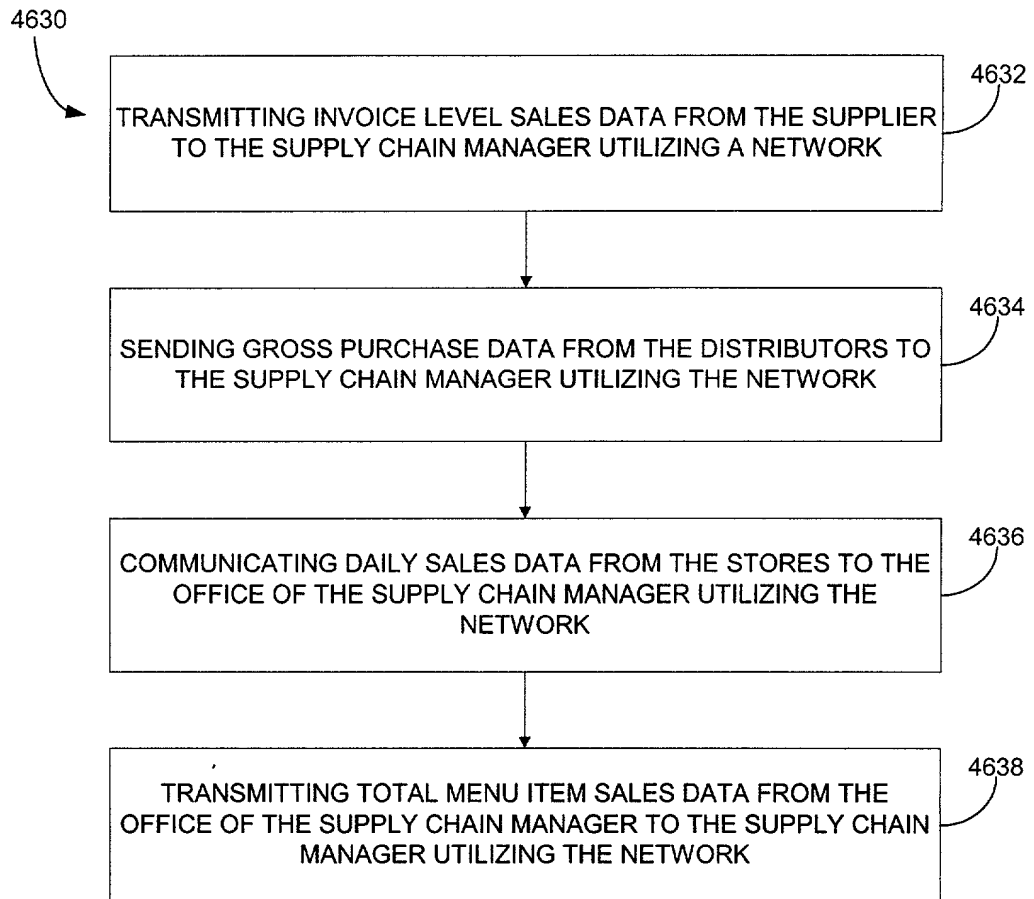 4630
4632
TRANSMITTING INVOICE LEVEL SALES DATA FROM THE SUPPLIER
TO THE SUPPLY CHAIN MANAGER UTILIZING A NETWORK
4634
SENDING GROSS PURCHASE DATA FROM THE DISTRIBUTORS TO
THE SUPPLY CHAIN MANAGER UTILIZING THE NETWORK
4636
COMMUNICATING DAILY SALES DATA FROM THE STORES TO THE
OFFICE OF THE SUPPLY CHAIN MANAGER UTILIZING THE
NETWORK
4638
TRANSMITTING TOTAL MENU ITEM SALES DATA FROM THE
OFFICE OF THE SUPPLY CHAIN MANAGER TO THE SUPPLY CHAIN
MANAGER UTILIZING THE NETWORK